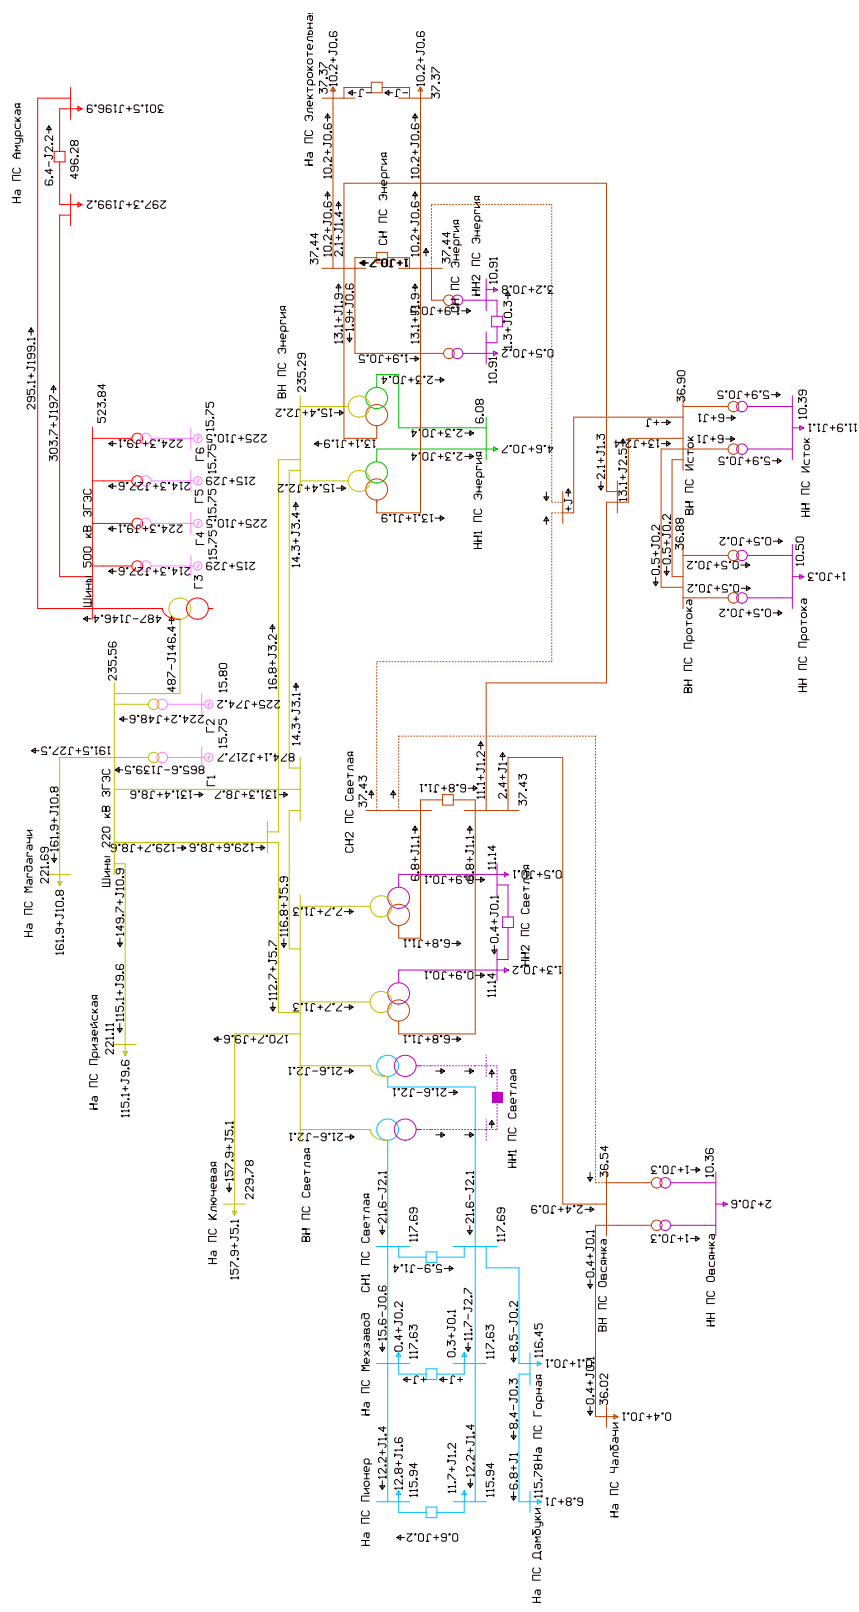 На ПС Амурская
301.5+J196.9
6.4-J2.2
496.28
297.3+J199.2
295.1+J199.1
303.7+J197
523.84
Шины 500 кВ ЗГЭС
15.75
225+J10.5
224.3+J9.1
Г6
15.75
215+J29
214.3+J27.6
Г5
15.75
225+J10.5
224.3+J9.1
Г4
15.75
215+J29
214.3+J27.6
Г3
487-J146.4
487-J146.4
235.56
15.80
225+J74.2
224.2+J48.6
Г2
15.75
874.1+J217.7
865.6-J139.5
Г1
191.5+J27.5
Шины 220 кВ ЗГЭС
На ПС Магдагачи
221.69
161.9+J10.8
161.9+J10.8
149.7+J10.9
На ПС Призейская
221.11
115.1+J9.6
115.1+J9.6
131.4+J8.6
131.3+J8.7
129.7+J8.6
129.6+J8.6
16.8+J3.2
14.3+J3.4
14.3+J3.1
116.8+J5.9
112.7+J5.7
170.7+J9.6
На ПС Ключевая
229.78
157.9+J5.1
157.9+J5.1
ВН ПС Светлая
7.7+J1.3
7.7+J1.3
21.6-J2.1
21.6-J2.1
21.6-J2.1
21.6-J2.1
21.6-J2.1
НН1 ПС Светлая
6.8+J1.1
6.8+J1.1
0.9+J0.1
0.9+J0.1
11.14
11.14
0.5+J0.1
1.3+J0.2
0.4+J0.1
НН2 ПС Светлая
СН2 ПС Светлая
37.43
37.43
6.8+J1.1
6.8+J1.1
6.8+J1.1
11.1+J1.2
2.4+J1
СН1 ПС Светлая
117.69
117.69
5.9-J1.4
15.6-J0.6
11.7-J2.7
На ПС Мехзавод
0.4+J0.2
117.63
0.3+J0.1
117.63
+J-
+J-
На ПС Пионер
12.2+J1.4
12.8+J1.6
115.94
12.2+J1.4
11.7+J1.2
115.94
0.6+J0.2
8.5-J0.2
116.45
На ПС Горная
8.4-J0.3
6.8+J1
115.78
6.8+J1
На ПС Дамбуки
36.54
2.4+J0.9
ВН ПС Овсянка
1+J0.3
1+J0.3
10.36
2+J0.6
НН ПС Овсянка
0.4+J0.1
0.4+J0.1
36.02
0.4+J0.1
На ПС Чалбачи
На ПС Электрокотельна
37.37
10.2+J0.6
10.2+J0.6
37.37
-J-
-J-
10.2+J0.6
10.2+J0.6
10.2+J0.6
10.2+J0.6
2.1+J1.4
СН ПС Энергия
37.44
37.44
1+J0.7
13.1+J1.9
1.9+J0.6
13.1+J1.9
1.9+J0.5
1.9+J0.5
НН2 ПС Энергия
10.91
3.2+J0.8
1.3+J0.3
10.91
0.5+J0.2
ВН ПС Энергия
235.29
15.4+J2.2
15.4+J2.2
2.3+J0.4
2.3+J0.4
2.3+J0.4
13.1+J1.9
13.1+J1.9
6.08
4.6+J0.7
НН1 ПС Энергия
+J-
+J-
2.1+J1.3
13.1+J2.5
36.90
ВН ПС Исток
6+J1
6+J1
5.9+J0.5
5.9+J0.5
10.39
11.9+J1.1
НН ПС Исток
0.5+J0.2
0.5+J0.2
36.88
ВН ПС Протока
0.5+J0.2
0.5+J0.2
0.5+J0.2
0.5+J0.2
10.50
1+J0.3
НН ПС Протока